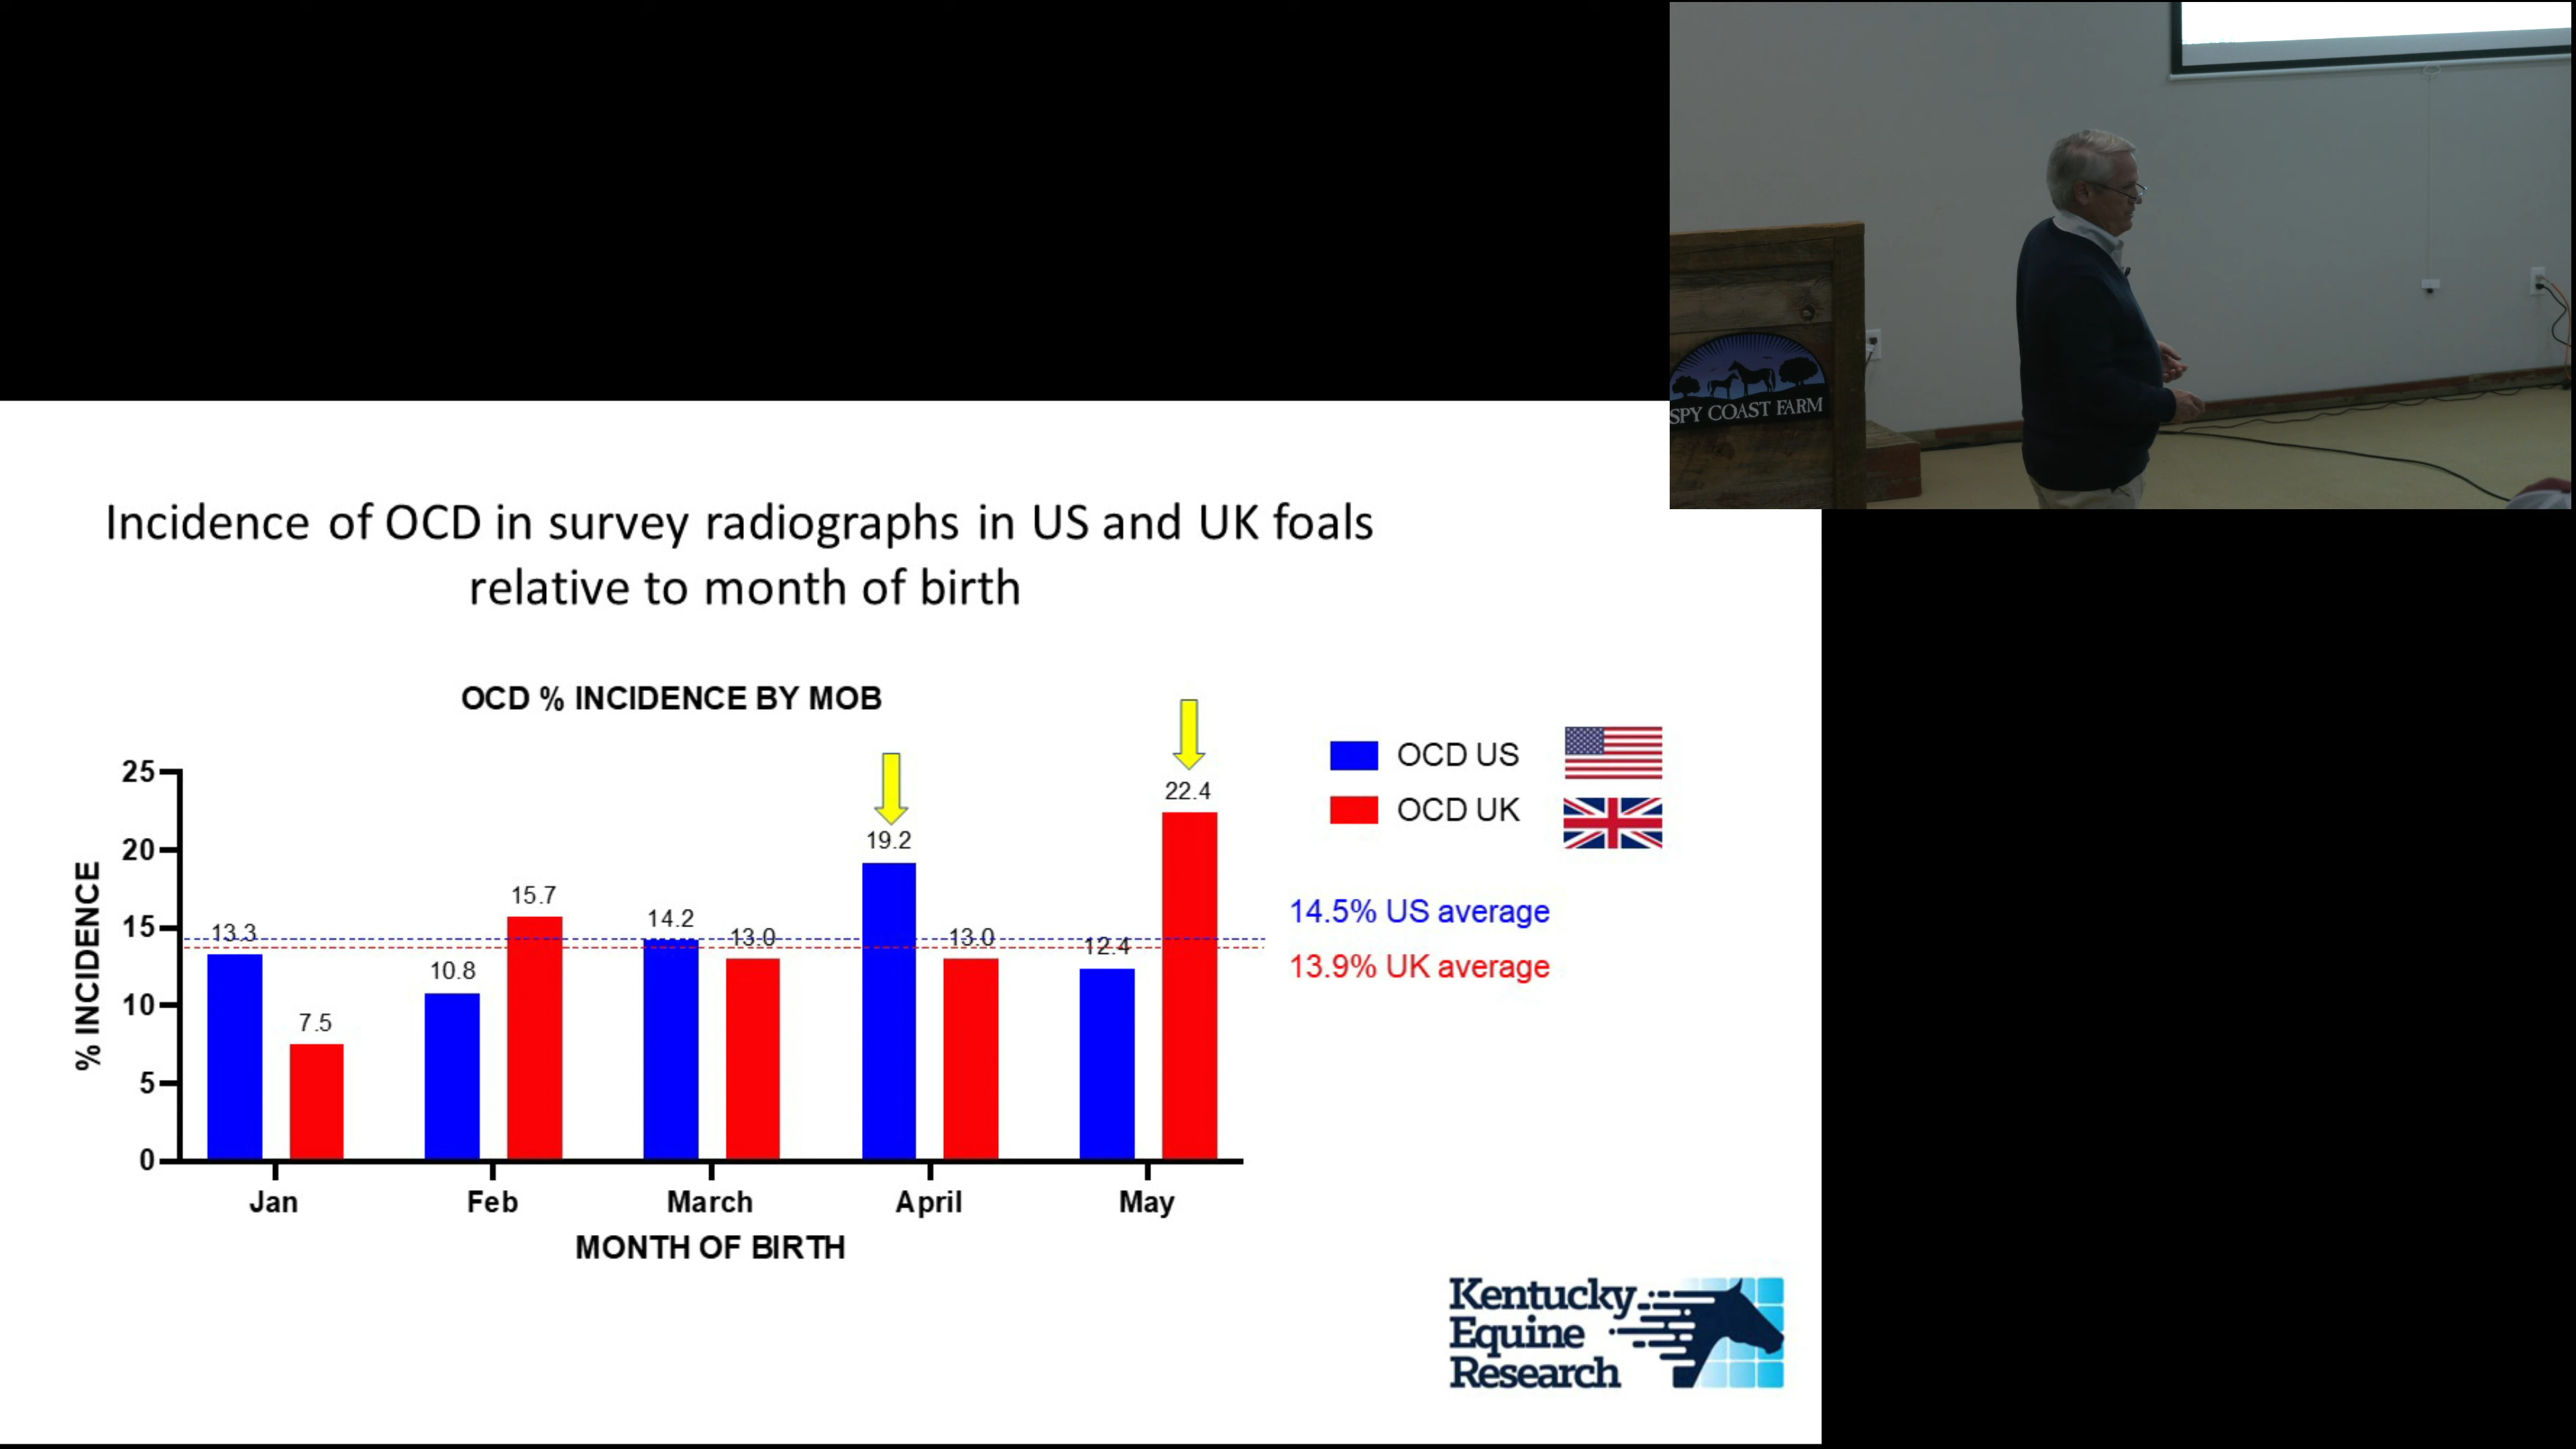 SPY COAST FARM
Incidence of OCD in survey radiographs in US and UK foals
relative to month of birth
OCD % INCIDENCE BY MOB
OCD US
OCD UK
14.5% US average
13.9% UK average
% INCIDENCE
25
20
15
10
5
0
13.3
7.5
10.8
15.7
14.2
13.0
19.2
13.0
12.4
22.4
Jan
Feb
March
April
May
MONTH OF BIRTH
Kentucky
Equine
Research